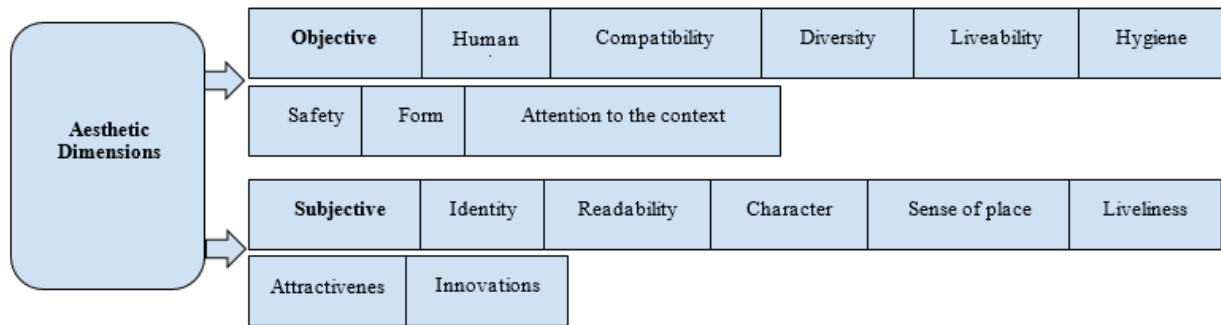 Aesthetic
Dimensions
Objective Human Compatibility Diversity Liveability Hygiene
.
Safety Form Attention to the context
Subjective Identity Readability Character Sense of place Liveliness
Attractivenes Innovations